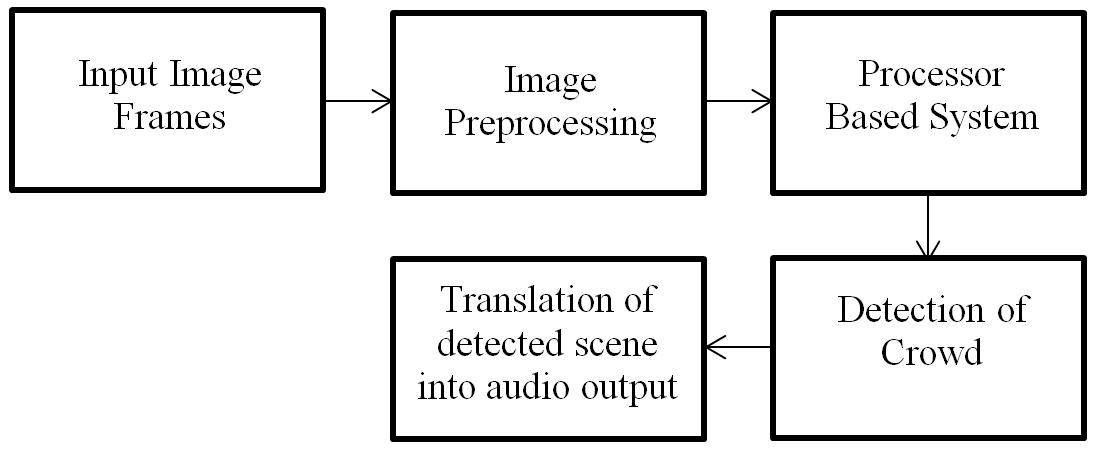 Input Image
Frames
Image
Preprocessing
Processor
Based System
Detection of
Crowd
Translation of
detected scene
into audio output